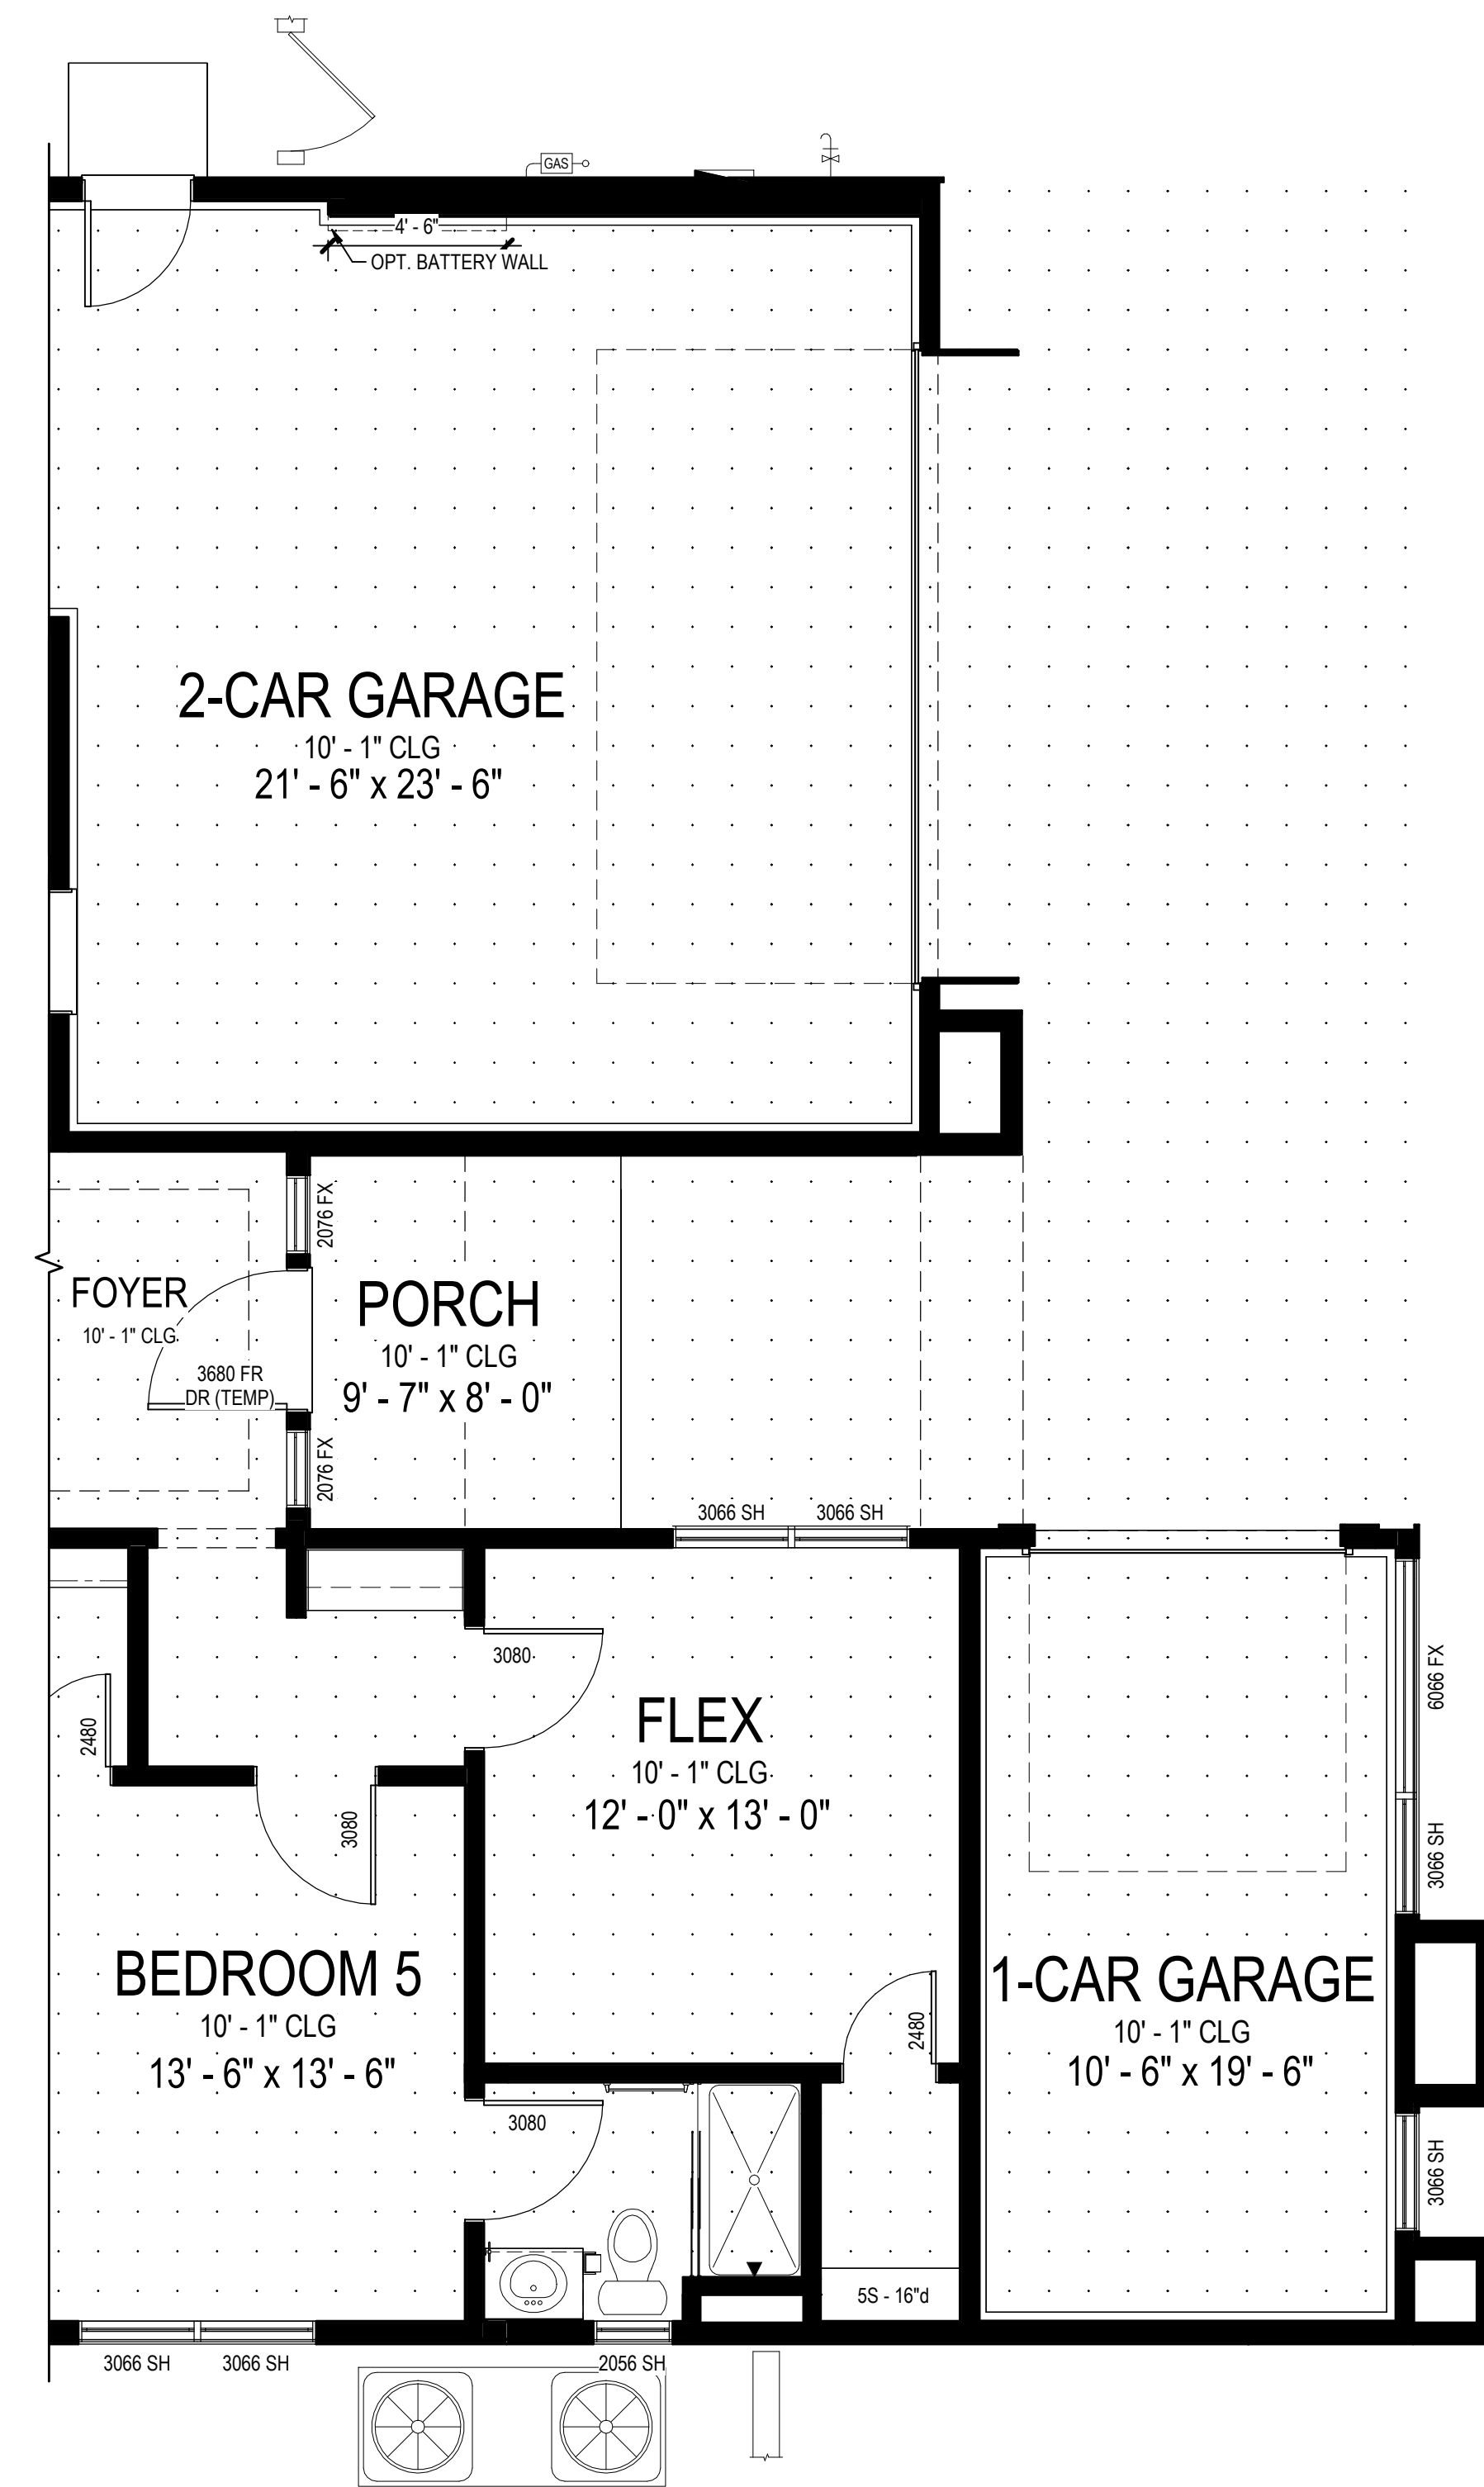 GAS
4' - 6"
OPT. BATTERY WALL
2-CAR GARAGE
10' - 1" CLG
21' - 6" x 23' - 6"
2076 FX
FOYER
10' - 1" CLG
3680 FR
DR (TEMP)
PORCH
10' - 1" CLG
9' - 7" x 8' - 0"
2076 FX
3066 SH
3066 SH
3080
2480
3080
FLEX
10' - 1" CLG
12' - 0" x 13' - 0"
6066 FX
3066 SH
BEDROOM 5
10' - 1" CLG
13' - 6" x 13' - 6"
2480
1-CAR GARAGE
10' - 1" CLG
10' - 6" x 19' - 6"
3080
3066 SH
5S - 16"d
3066 SH
3066 SH
2056 SH